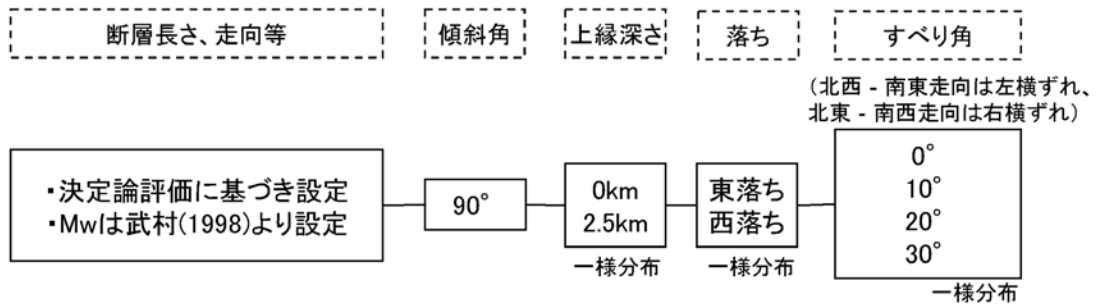 断層長さ、走向等
傾斜角
上縁深さ
落ち
すべり角
(北西 - 南東走向は左横ずれ、
北東 - 南西走向は右横ずれ)
・決定論評価に基づき設定
・Mwは武村(1998)より設定
90°
0km
2.5km
一様分布
東落ち
西落ち
一様分布
0°
10°
20°
30°
一様分布